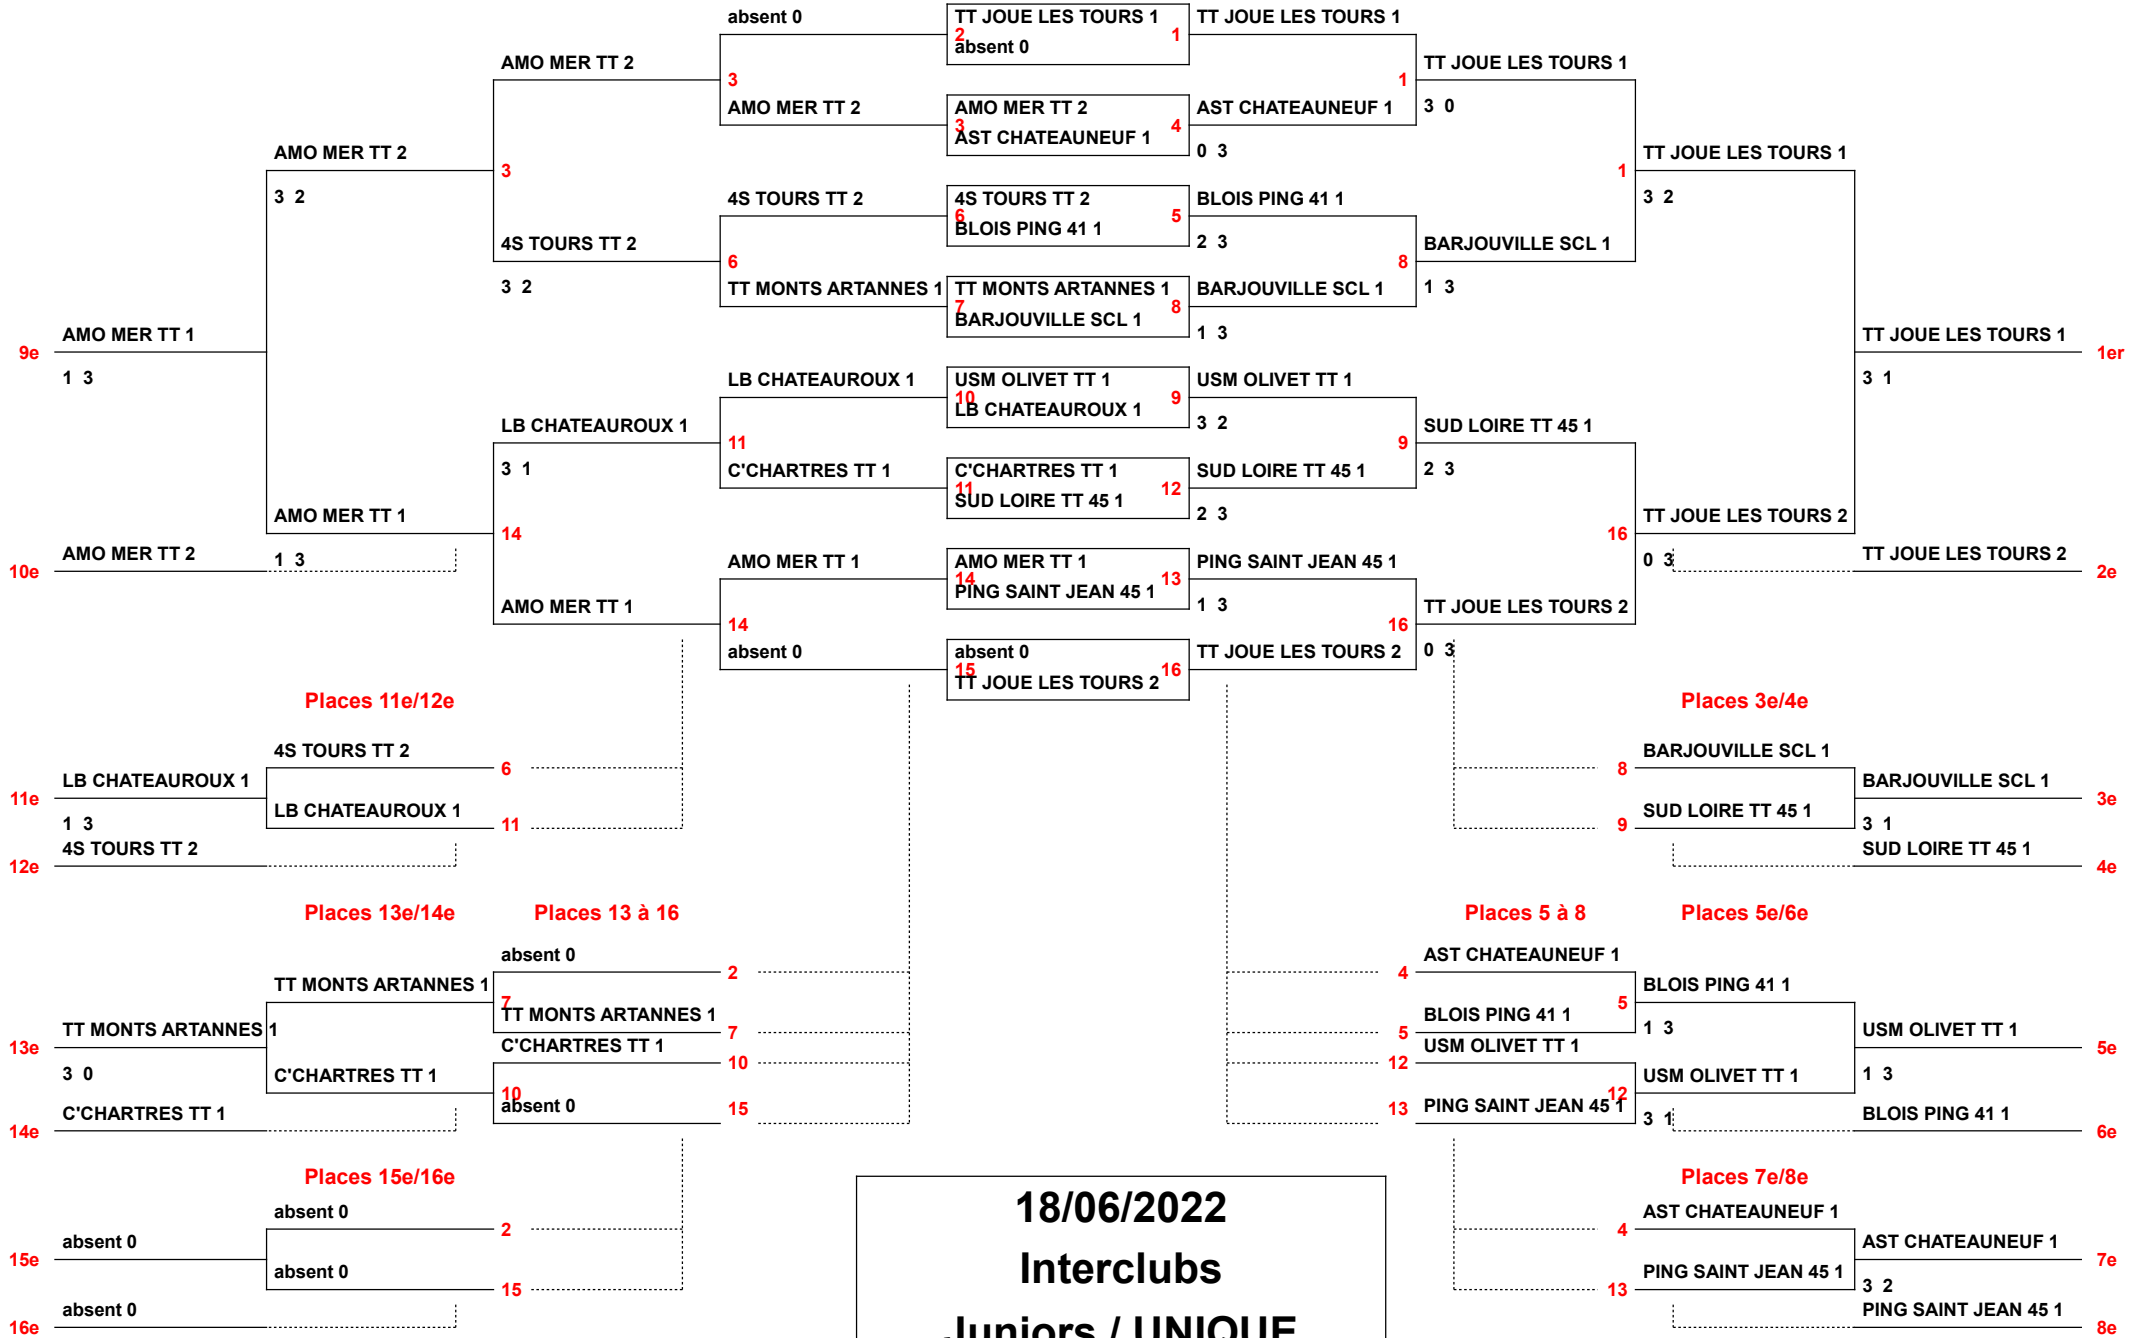 absent 0
TT JOUE LES TOURS 1
TT JOUE LES TOURS 1
2
1
absent 0
AMO MER TT 2
TT JOUE LES TOURS 1
3
1
AMO MER TT 2
AMO MER TT 2
AST CHATEAUNEUF 1
3 0
3
4
AST CHATEAUNEUF 1
0 3
AMO MER TT 2
TT JOUE LES TOURS 1
3
1
3 2
3 2
4S TOURS TT 2
4S TOURS TT 2
BLOIS PING 41 1
6
5
BLOIS PING 41 1
2 3
4S TOURS TT 2
BARJOUVILLE SCL 1
6
8
3 2
1 3
TT MONTS ARTANNES 1
TT MONTS ARTANNES 1
BARJOUVILLE SCL 1
7
8
BARJOUVILLE SCL 1
1 3
AMO MER TT 1
TT JOUE LES TOURS 1
9e
1er
1 3
3 1
LB CHATEAUROUX 1
USM OLIVET TT 1
USM OLIVET TT 1
10
9
LB CHATEAUROUX 1
3 2
LB CHATEAUROUX 1
SUD LOIRE TT 45 1
11
9
3 1
2 3
C'CHARTRES TT 1
C'CHARTRES TT 1
SUD LOIRE TT 45 1
11
12
SUD LOIRE TT 45 1
2 3
AMO MER TT 1
TT JOUE LES TOURS 2
14
16
1 3
0 3
AMO MER TT 2
TT JOUE LES TOURS 2
10e
2e
AMO MER TT 1
AMO MER TT 1
PING SAINT JEAN 45 1
14
13
PING SAINT JEAN 45 1
1 3
AMO MER TT 1
TT JOUE LES TOURS 2
14
16
absent 0
absent 0
TT JOUE LES TOURS 2
0 3
15
16
TT JOUE LES TOURS 2
Places 11e/12e
Places 3e/4e
4S TOURS TT 2
6
BARJOUVILLE SCL 1
8
LB CHATEAUROUX 1
BARJOUVILLE SCL 1
11e
3e
LB CHATEAUROUX 1
11
SUD LOIRE TT 45 1
9
1 3
3 1
4S TOURS TT 2
SUD LOIRE TT 45 1
12e
4e
Places 13e/14e
Places 13 à 16
Places 5 à 8
Places 5e/6e
absent 0
2
AST CHATEAUNEUF 1
4
TT MONTS ARTANNES 1
7
BLOIS PING 41 1
5
TT MONTS ARTANNES 1
7
BLOIS PING 41 1
5
1 3
TT MONTS ARTANNES 1
USM OLIVET TT 1
13e
5e
C'CHARTRES TT 1
10
USM OLIVET TT 1
12
3 0
1 3
C'CHARTRES TT 1
10
USM OLIVET TT 1
12
absent 0
15
PING SAINT JEAN 45 1
13
3 1
C'CHARTRES TT 1
BLOIS PING 41 1
14e
6e
Places 15e/16e
Places 7e/8e
absent 0
2
AST CHATEAUNEUF 1
4
absent 0
AST CHATEAUNEUF 1
15e
7e
absent 0
15
PING SAINT JEAN 45 1
13
3 2
absent 0
PING SAINT JEAN 45 1
16e
8e
18/06/2022
Interclubs
Juniors / UNIQUE